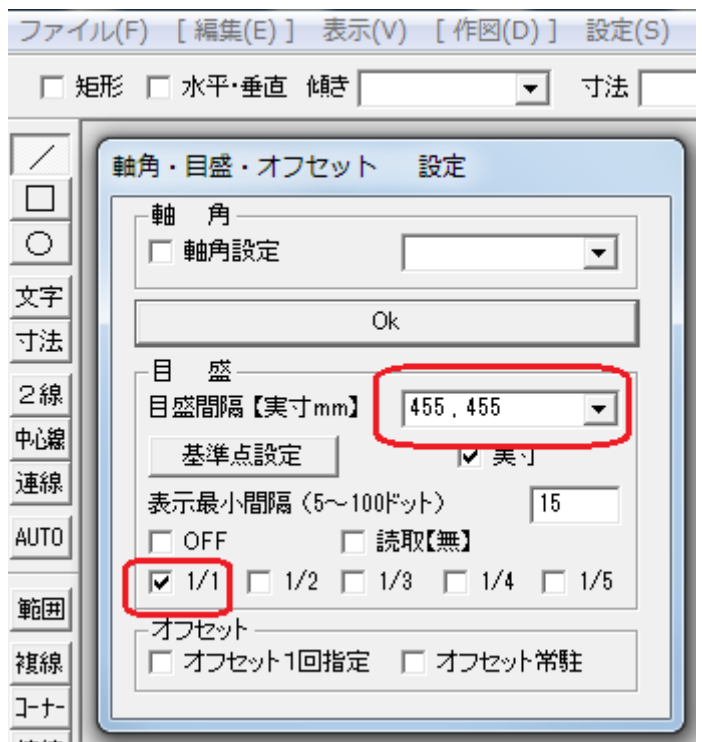 ファイル(F) [ 編集(E) ] 表示(V) [ 作図(D) ] 設定(S)
矩形 水平・垂直 傾き 寸法
/
□
○
文字
寸法
2線
中心線
連線
AUTO
範囲
複線
コーナー
軸角・目盛・オフセット 設定
軸 角
軸角設定
Ok
目 盛
目盛間隔【実寸mm】 455 , 455
基準点設定 実寸
表示最小間隔 (5～100ドット) 15
OFF 読取【無】
1/1 1/2 1/3 1/4 1/5
オフセット
オフセット1回指定 オフセット常駐